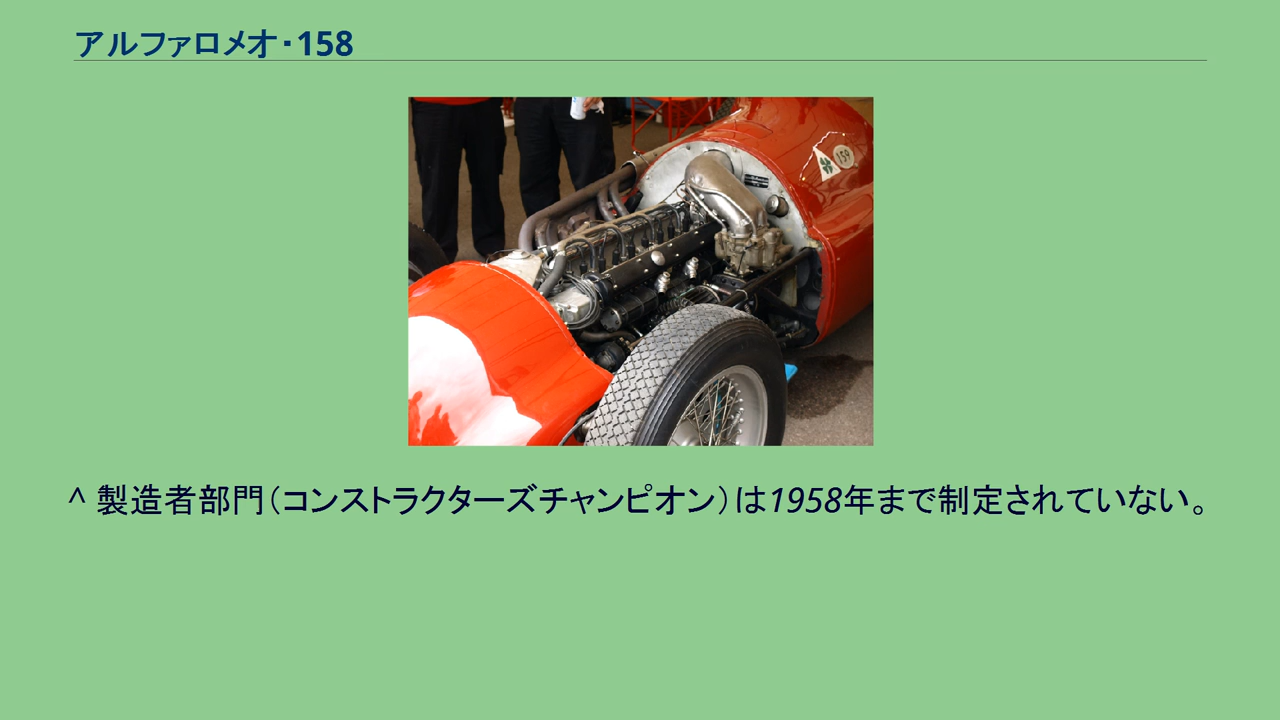 アルファロメオ・158
159
^ 製造者部門（コンストラクターズチャンピオン）は1958年まで制定されていない。